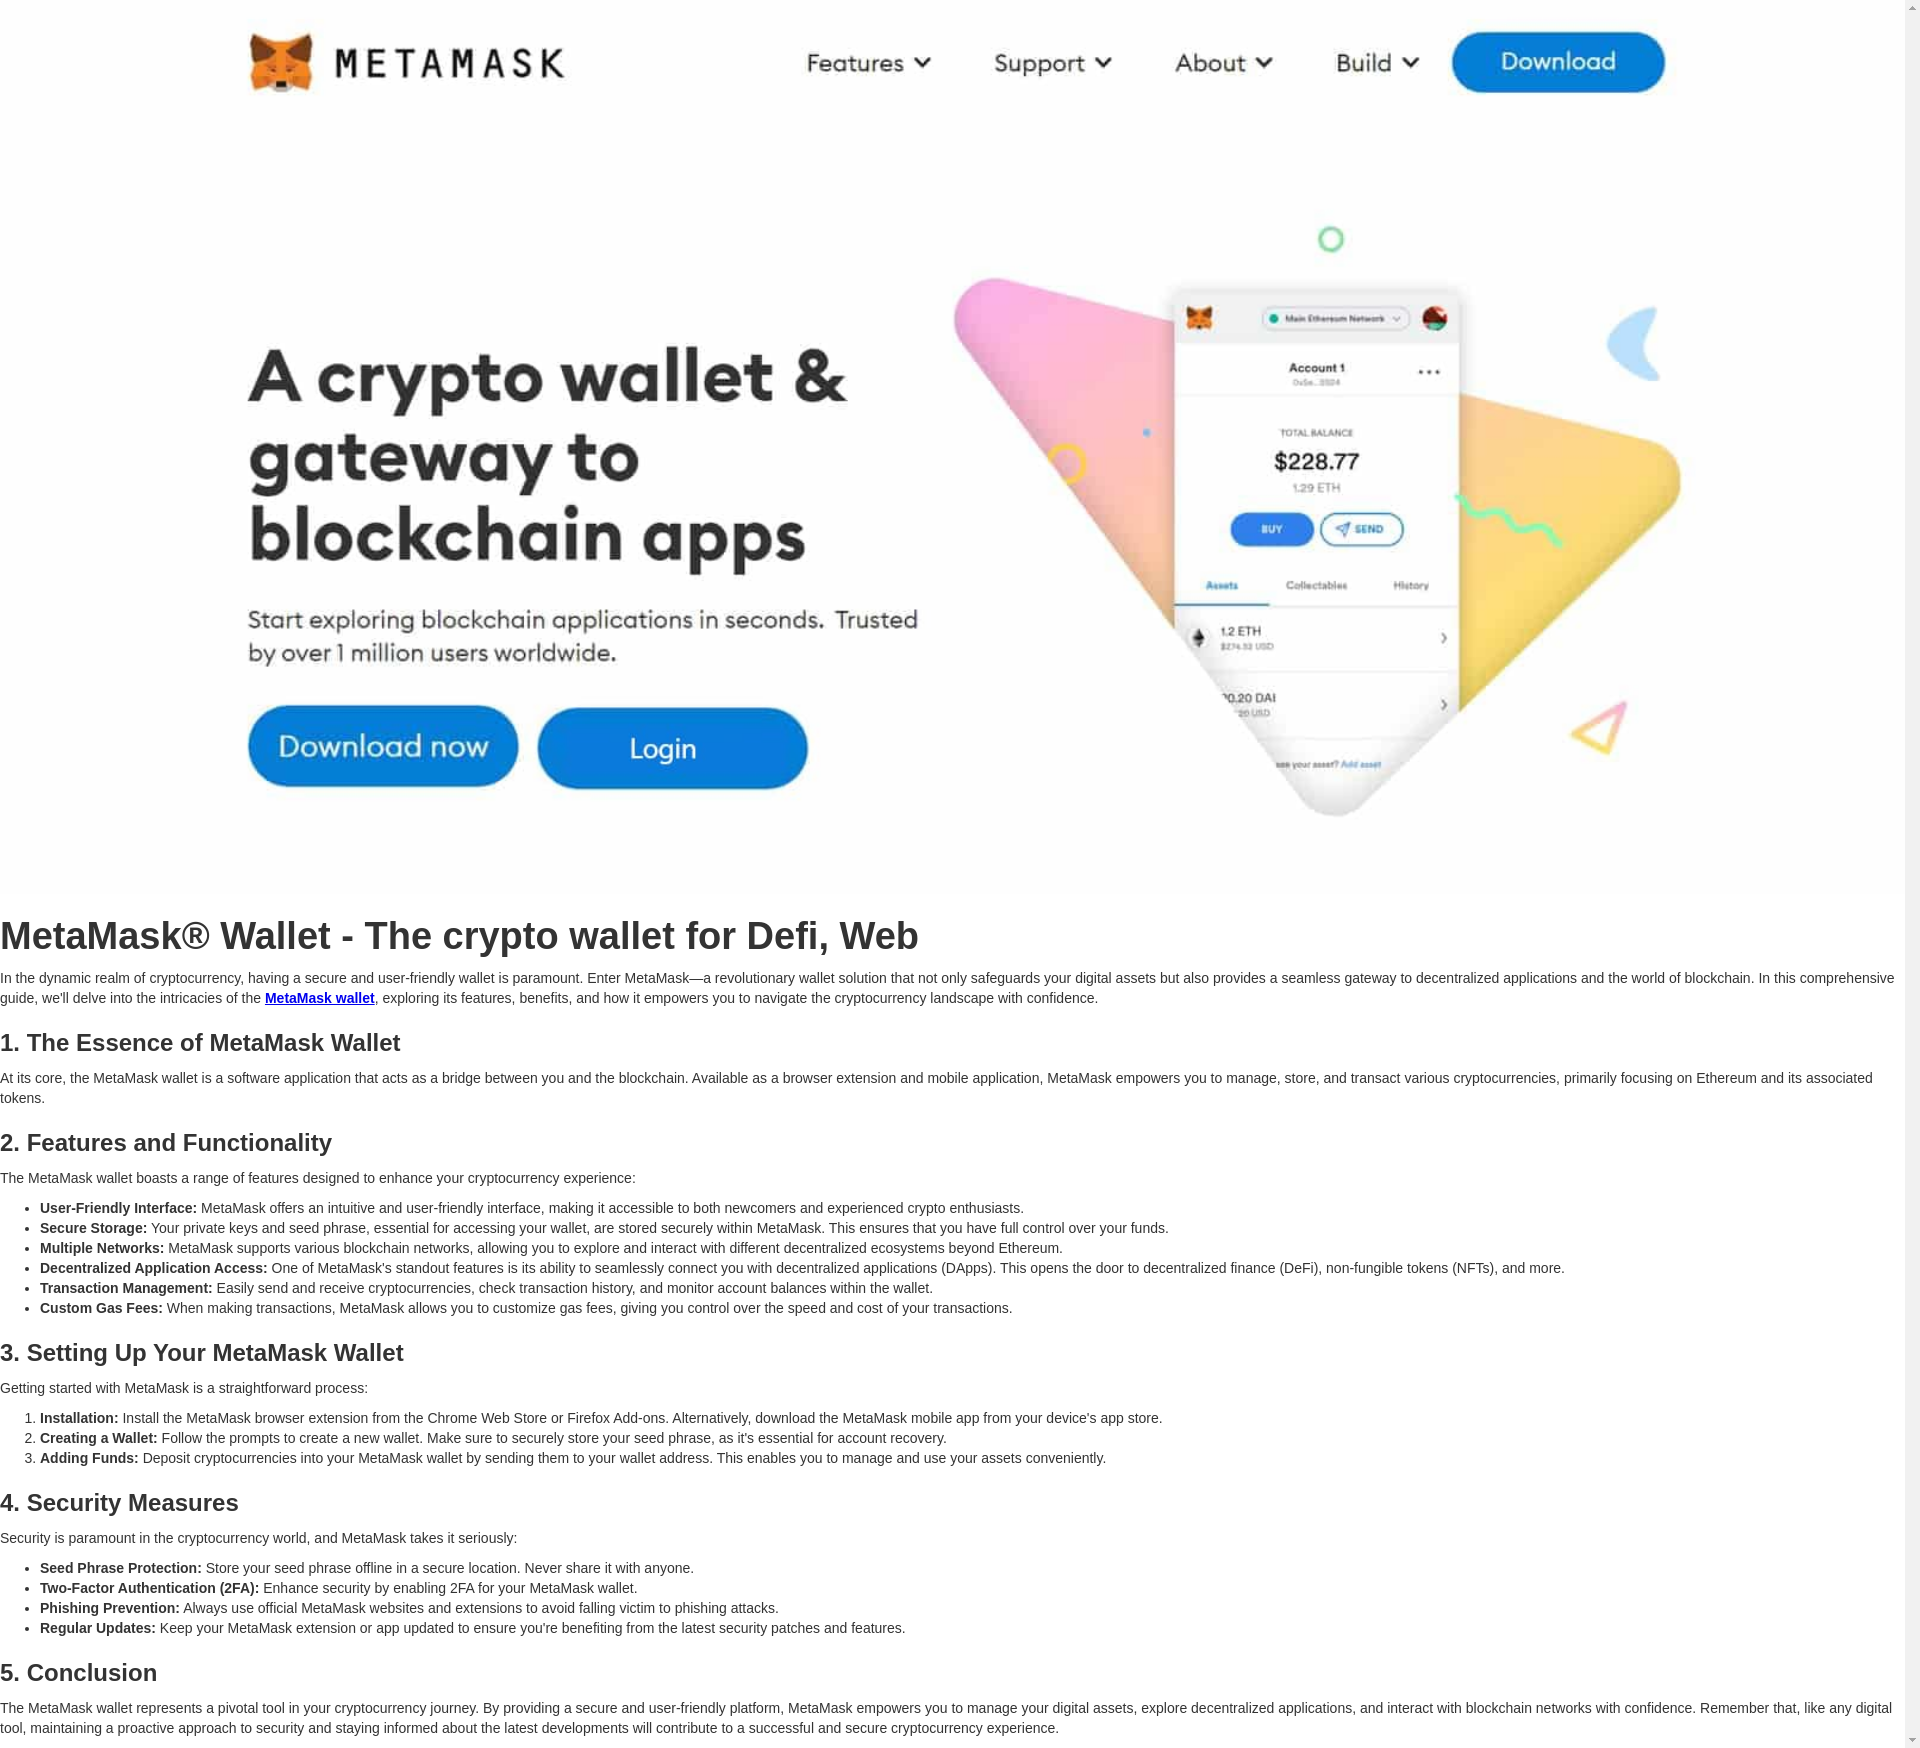 METAMASK
Features
Support
About
Build
Download
A crypto wallet &
gateway to
blockchain apps
Start exploring blockchain applications in seconds. Trusted
by over 1 million users worldwide.
Download now
Login
Main Ethereum Network
Account 1
TOTAL BALANCE
$228.77
1.29 ETH
BUY
SEND
Assets
Collectables
History
1.2 ETH
$274.52 USD
0.20 DAI
.20 USD
see your asset? Add asset
MetaMask® Wallet - The crypto wallet for Defi, Web
In the dynamic realm of cryptocurrency, having a secure and user-friendly wallet is paramount. Enter MetaMask—a revolutionary wallet solution that not only safeguards your digital assets but also provides a seamless gateway to decentralized applications and the world of blockchain. In this comprehensive
guide, we'll delve into the intricacies of the MetaMask wallet, exploring its features, benefits, and how it empowers you to navigate the cryptocurrency landscape with confidence.
1. The Essence of MetaMask Wallet
At its core, the MetaMask wallet is a software application that acts as a bridge between you and the blockchain. Available as a browser extension and mobile application, MetaMask empowers you to manage, store, and transact various cryptocurrencies, primarily focusing on Ethereum and its associated
tokens.
2. Features and Functionality
The MetaMask wallet boasts a range of features designed to enhance your cryptocurrency experience:
• User-Friendly Interface: MetaMask offers an intuitive and user-friendly interface, making it accessible to both newcomers and experienced crypto enthusiasts.
• Secure Storage: Your private keys and seed phrase, essential for accessing your wallet, are stored securely within MetaMask. This ensures that you have full control over your funds.
• Multiple Networks: MetaMask supports various blockchain networks, allowing you to explore and interact with different decentralized ecosystems beyond Ethereum.
• Decentralized Application Access: One of MetaMask's standout features is its ability to seamlessly connect you with decentralized applications (DApps). This opens the door to decentralized finance (DeFi), non-fungible tokens (NFTs), and more.
• Transaction Management: Easily send and receive cryptocurrencies, check transaction history, and monitor account balances within the wallet.
• Custom Gas Fees: When making transactions, MetaMask allows you to customize gas fees, giving you control over the speed and cost of your transactions.
3. Setting Up Your MetaMask Wallet
Getting started with MetaMask is a straightforward process:
1. Installation: Install the MetaMask browser extension from the Chrome Web Store or Firefox Add-ons. Alternatively, download the MetaMask mobile app from your device's app store.
2. Creating a Wallet: Follow the prompts to create a new wallet. Make sure to securely store your seed phrase, as it's essential for account recovery.
3. Adding Funds: Deposit cryptocurrencies into your MetaMask wallet by sending them to your wallet address. This enables you to manage and use your assets conveniently.
4. Security Measures
Security is paramount in the cryptocurrency world, and MetaMask takes it seriously:
• Seed Phrase Protection: Store your seed phrase offline in a secure location. Never share it with anyone.
• Two-Factor Authentication (2FA): Enhance security by enabling 2FA for your MetaMask wallet.
• Phishing Prevention: Always use official MetaMask websites and extensions to avoid falling victim to phishing attacks.
• Regular Updates: Keep your MetaMask extension or app updated to ensure you're benefiting from the latest security patches and features.
5. Conclusion
The MetaMask wallet represents a pivotal tool in your cryptocurrency journey. By providing a secure and user-friendly platform, MetaMask empowers you to manage your digital assets, explore decentralized applications, and interact with blockchain networks with confidence. Remember that, like any digital
tool, maintaining a proactive approach to security and staying informed about the latest developments will contribute to a successful and secure cryptocurrency experience.